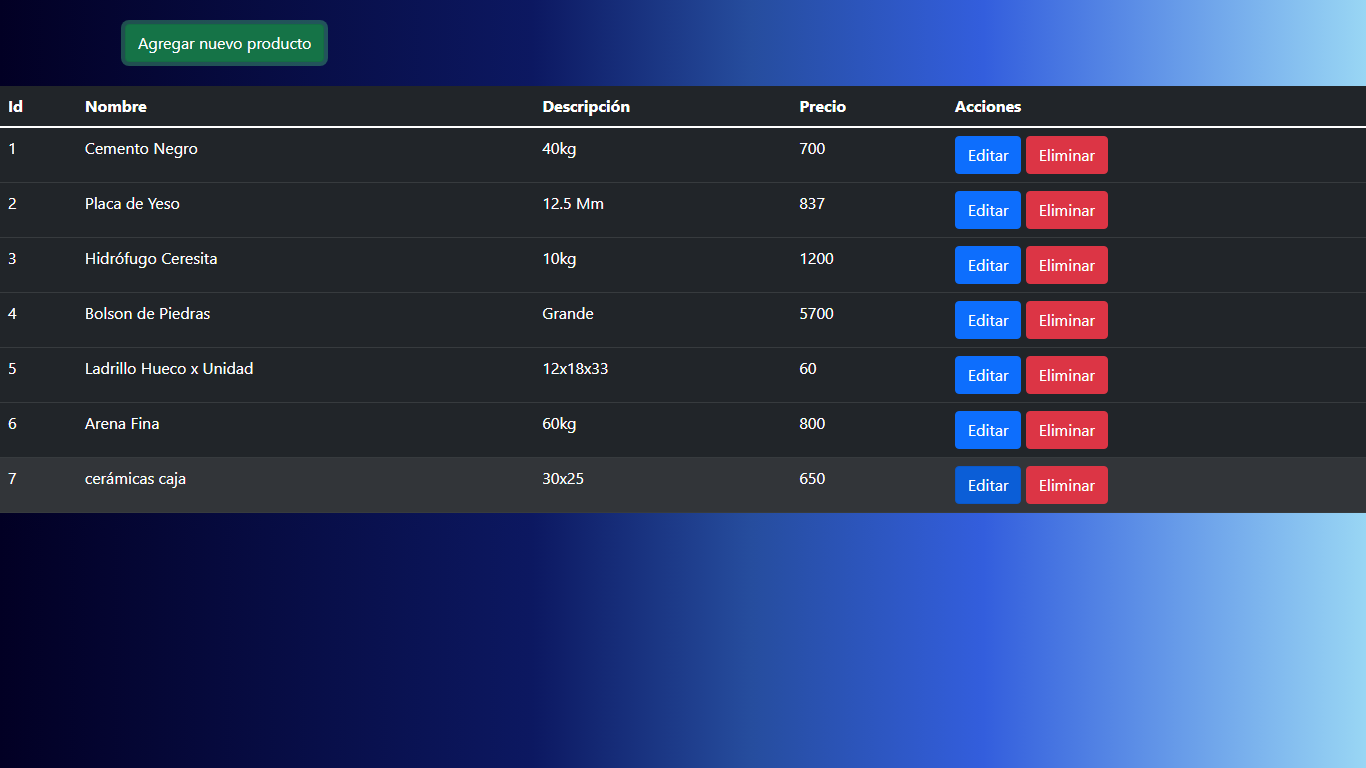 Agregar nuevo producto
Id Nombre Descripción Precio Acciones
1 Cemento Negro 40kg 700 Editar Eliminar
2 Placa de Yeso 12.5 Mm 837 Editar Eliminar
3 Hidrófugo Ceresita 10kg 1200 Editar Eliminar
4 Bolson de Piedras Grande 5700 Editar Eliminar
5 Ladrillo Hueco x Unidad 12x18x33 60 Editar Eliminar
6 Arena Fina 60kg 800 Editar Eliminar
7 cerámicas caja 30x25 650 Editar Eliminar